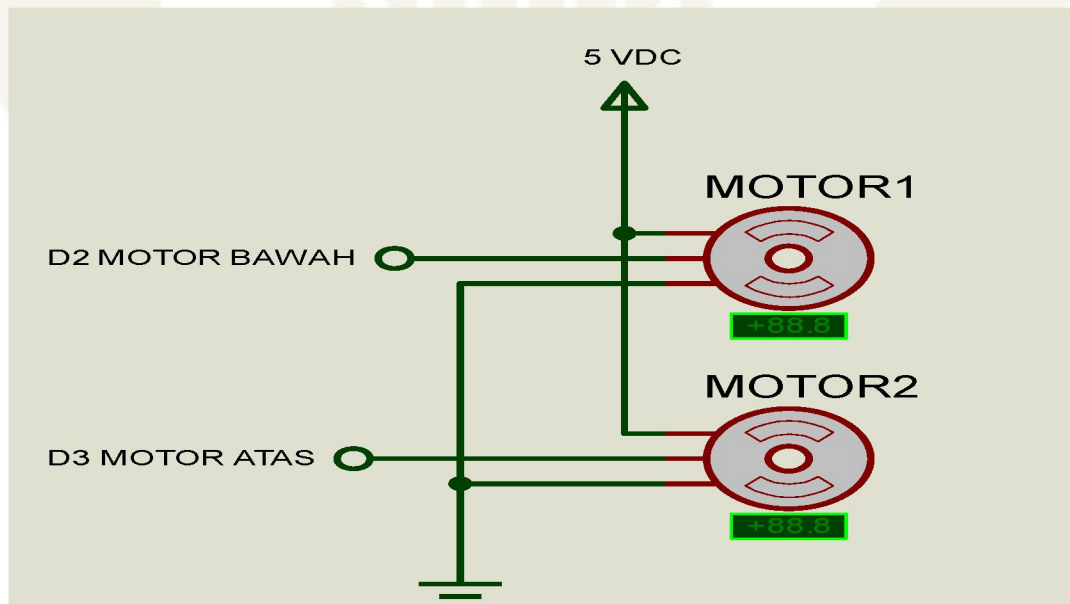 5 VDC
MOTOR1
D2 MOTOR BAWAH
+88.8
MOTOR2
D3 MOTOR ATAS
+88.8